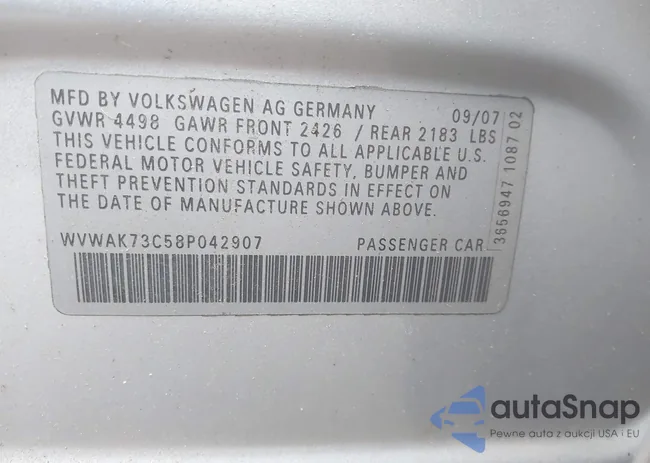 MFD BY VOLKSWAGEN AG GERMANY 09/07
GVWR 4498 GAWR FRONT 2426 / REAR 2183 LBS
THIS VEHICLE CONFORMS TO ALL APPLICABLE U.S.
FEDERAL MOTOR VEHICLE SAFETY, BUMPER AND
THEFT PREVENTION STANDARDS IN EFFECT ON
THE DATE OF MANUFACTURE SHOWN ABOVE.
WVWAK73C58P042907 PASSENGER CAR
3656947 1087 02
autaSnap
Pewne auta z aukcji USA i EU